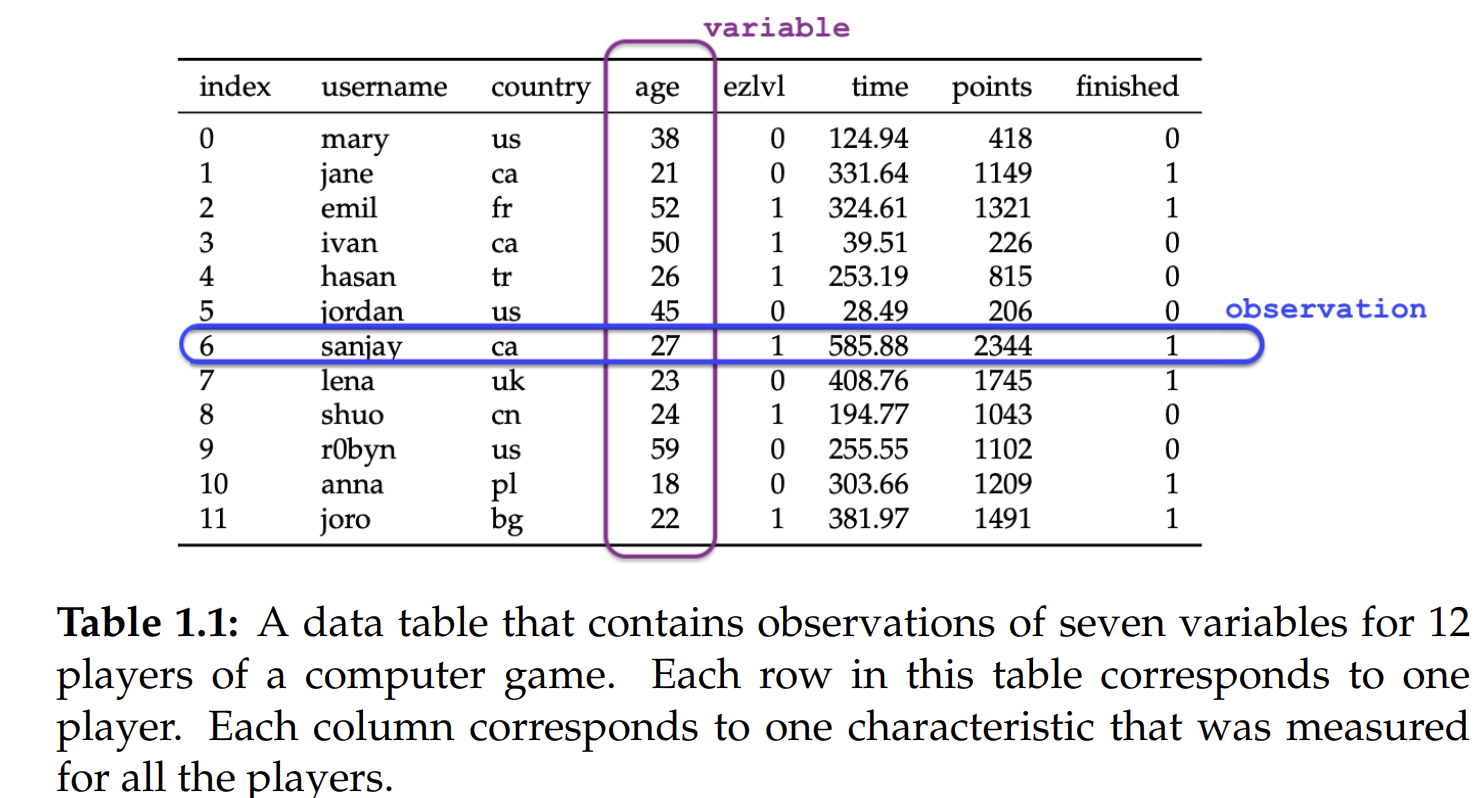 variable
index username country age ezlvl time points finished
0 mary us 38 0 124.94 418 0
1 jane ca 21 0 331.64 1149 1
2 emil fr 52 1 324.61 1321 1
3 ivan ca 50 1 39.51 226 0
4 hasan tr 26 1 253.19 815 0
5 jordan us 45 0 28.49 206 0
observation
6 sanjay ca 27 1 585.88 2344 1
7 lena uk 23 0 408.76 1745 1
8 shuo cn 24 1 194.77 1043 0
9 r0byn us 59 0 255.55 1102 0
10 anna pl 18 0 303.66 1209 1
11 joro bg 22 1 381.97 1491 1
Table 1.1: A data table that contains observations of seven variables for 12
players of a computer game. Each row in this table corresponds to one
player. Each column corresponds to one characteristic that was measured
for all the players.